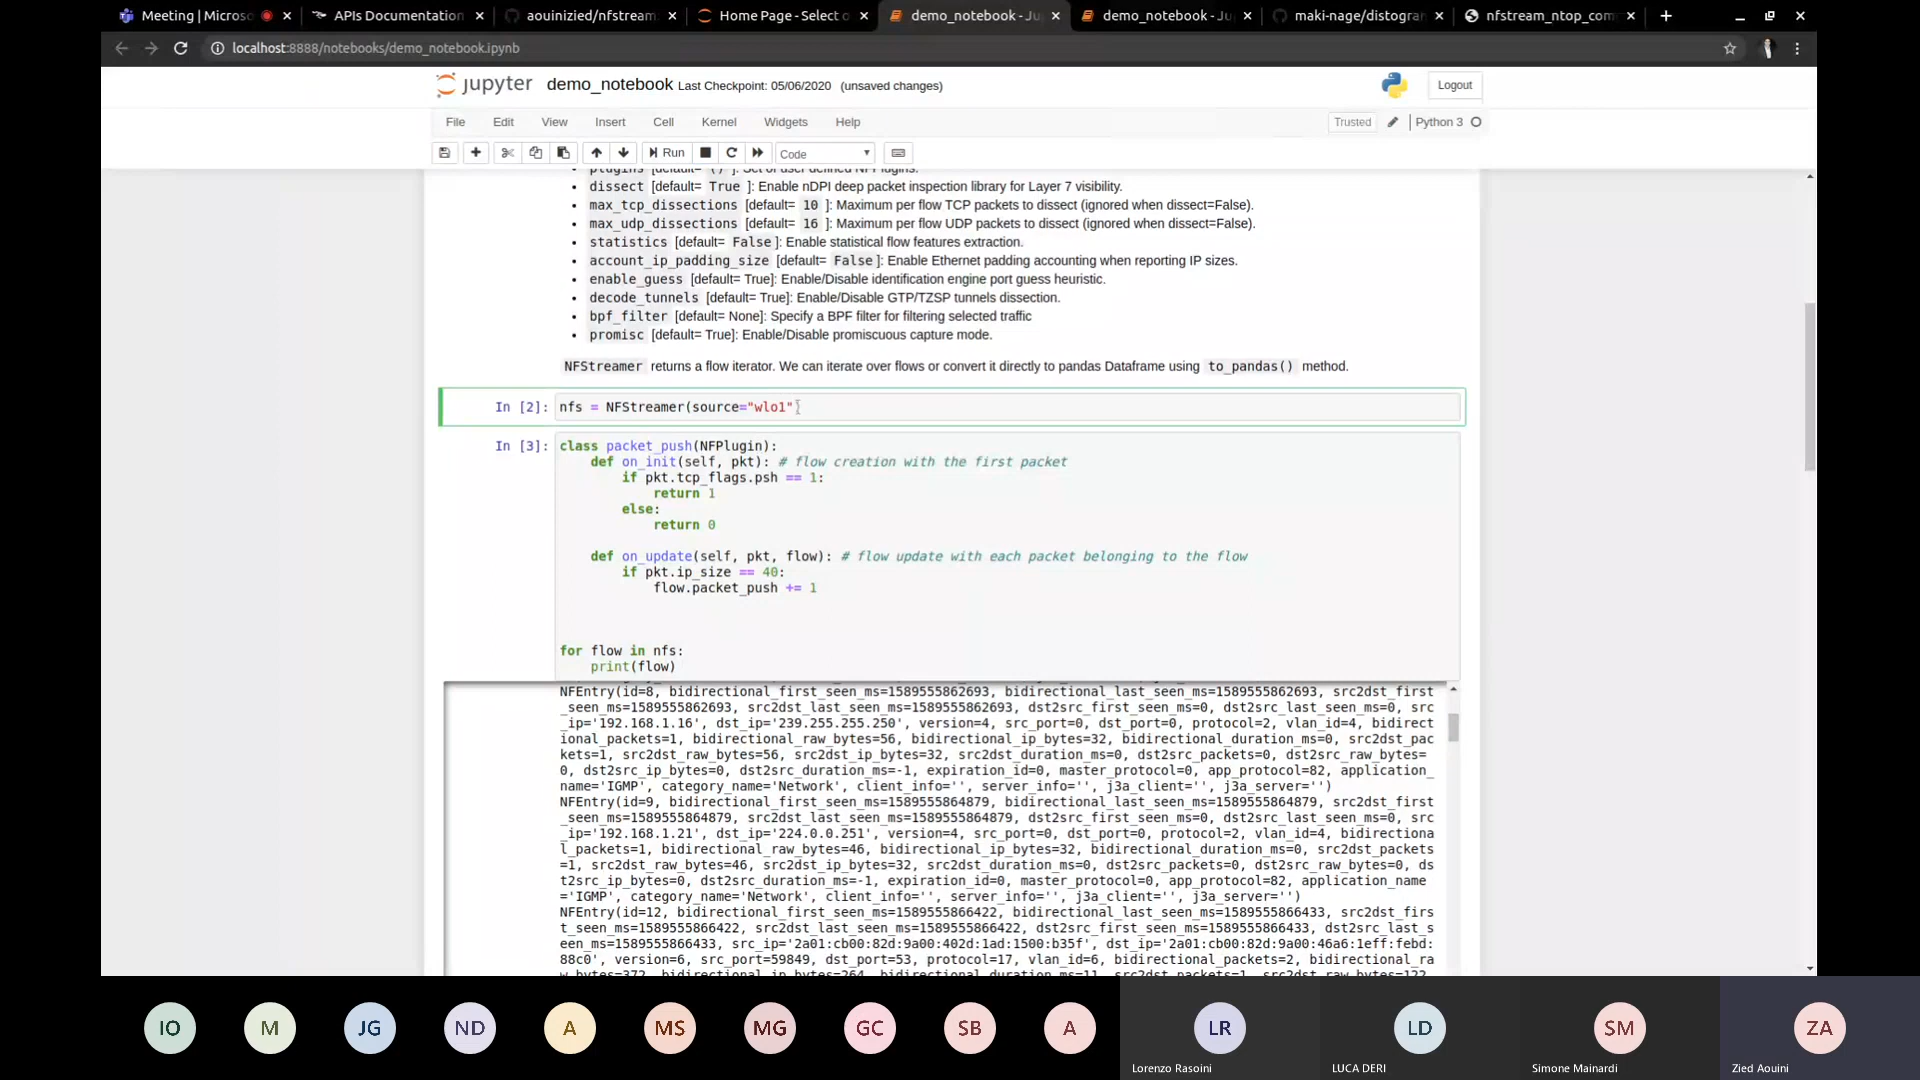 Meeting | Microso
APIs Documentation
aouinizied/nfstream
Home Page - Select o
demo_notebook - Ju
demo_notebook - Ju
maki-nage/distogra
nfstream_ntop_com
localhost:8888/notebooks/demo_notebook.ipynb
jupyter demo_notebook Last Checkpoint: 05/06/2020 (unsaved changes)
Logout
File Edit View Insert Cell Kernel Widgets Help
Trusted
Python 3
Run
Code
plugins [default= () ]: Set of user defined NFPlugins.
dissect [default= True ]: Enable nDPI deep packet inspection library for Layer 7 visibility.
max_tcp_dissections [default= 10 ]: Maximum per flow TCP packets to dissect (ignored when dissect=False).
max_udp_dissections [default= 16 ]: Maximum per flow UDP packets to dissect (ignored when dissect=False).
statistics [default= False ]: Enable statistical flow features extraction.
account_ip_padding_size [default= False ]: Enable Ethernet padding accounting when reporting IP sizes.
enable_guess [default= True]: Enable/Disable identification engine port guess heuristic.
decode_tunnels [default= True]: Enable/Disable GTP/TZSP tunnels dissection.
bpf_filter [default= None]: Specify a BPF filter for filtering selected traffic
promisc [default= True]: Enable/Disable promiscuous capture mode.
NFStreamer returns a flow iterator. We can iterate over flows or convert it directly to pandas Dataframe using to_pandas() method.
In [2]: nfs = NFStreamer(source="wlo1"
In [3]: class packet_push(NFPlugin):
def on_init(self, pkt): # flow creation with the first packet
if pkt.tcp_flags.psh == 1:
return 1
else:
return 0
def on_update(self, pkt, flow): # flow update with each packet belonging to the flow
if pkt.ip_size == 40:
flow.packet_push += 1
for flow in nfs:
print(flow)
NFEntry(id=8, bidirectional_first_seen_ms=1589555862693, bidirectional_last_seen_ms=1589555862693, src2dst_first
_seen_ms=1589555862693, src2dst_last_seen_ms=1589555862693, dst2src_first_seen_ms=0, dst2src_last_seen_ms=0, src
_ip='192.168.1.16', dst_ip='239.255.255.250', version=4, src_port=0, dst_port=0, protocol=2, vlan_id=4, bidirect
ional_packets=1, bidirectional_raw_bytes=56, bidirectional_ip_bytes=32, bidirectional_duration_ms=0, src2dst_pac
kets=1, src2dst_raw_bytes=56, src2dst_ip_bytes=32, src2dst_duration_ms=0, dst2src_packets=0, dst2src_raw_bytes=
0, dst2src_ip_bytes=0, dst2src_duration_ms=-1, expiration_id=0, master_protocol=0, app_protocol=82, application_
name='IGMP', category_name='Network', client_info='', server_info='', j3a_client='', j3a_server='')
NFEntry(id=9, bidirectional_first_seen_ms=1589555864879, bidirectional_last_seen_ms=1589555864879, src2dst_first
_seen_ms=1589555864879, src2dst_last_seen_ms=1589555864879, dst2src_first_seen_ms=0, dst2src_last_seen_ms=0, src
_ip='192.168.1.21', dst_ip='224.0.0.251', version=4, src_port=0, dst_port=0, protocol=2, vlan_id=4, bidirectiona
l_packets=1, bidirectional_raw_bytes=46, bidirectional_ip_bytes=32, bidirectional_duration_ms=0, src2dst_packets
=1, src2dst_raw_bytes=46, src2dst_ip_bytes=32, src2dst_duration_ms=0, dst2src_packets=0, dst2src_raw_bytes=0, ds
t2src_ip_bytes=0, dst2src_duration_ms=-1, expiration_id=0, master_protocol=0, app_protocol=82, application_name
='IGMP', category_name='Network', client_info='', server_info='', j3a_client='', j3a_server='')
NFEntry(id=12, bidirectional_first_seen_ms=1589555866422, bidirectional_last_seen_ms=1589555866433, src2dst_firs
t_seen_ms=1589555866422, src2dst_last_seen_ms=1589555866422, dst2src_first_seen_ms=1589555866433, dst2src_last_s
een_ms=1589555866433, src_ip='2a01:cb00:82d:9a00:402d:1ad:1500:b35f', dst_ip='2a01:cb00:82d:9a00:46a6:1eff:febd:
88c0', version=6, src_port=59849, dst_port=53, protocol=17, vlan_id=6, bidirectional_packets=2, bidirectional_ra
w_bytes=372, bidirectional_ip_bytes=264, bidirectional_duration_ms=11, src2dst_packets=1, src2dst_raw_bytes=122
IO M JG ND A MS MG GC SB A LR LD SM ZA
Lorenzo Rasoini
LUCA DERI
Simone Mainardi
Zied Aouini